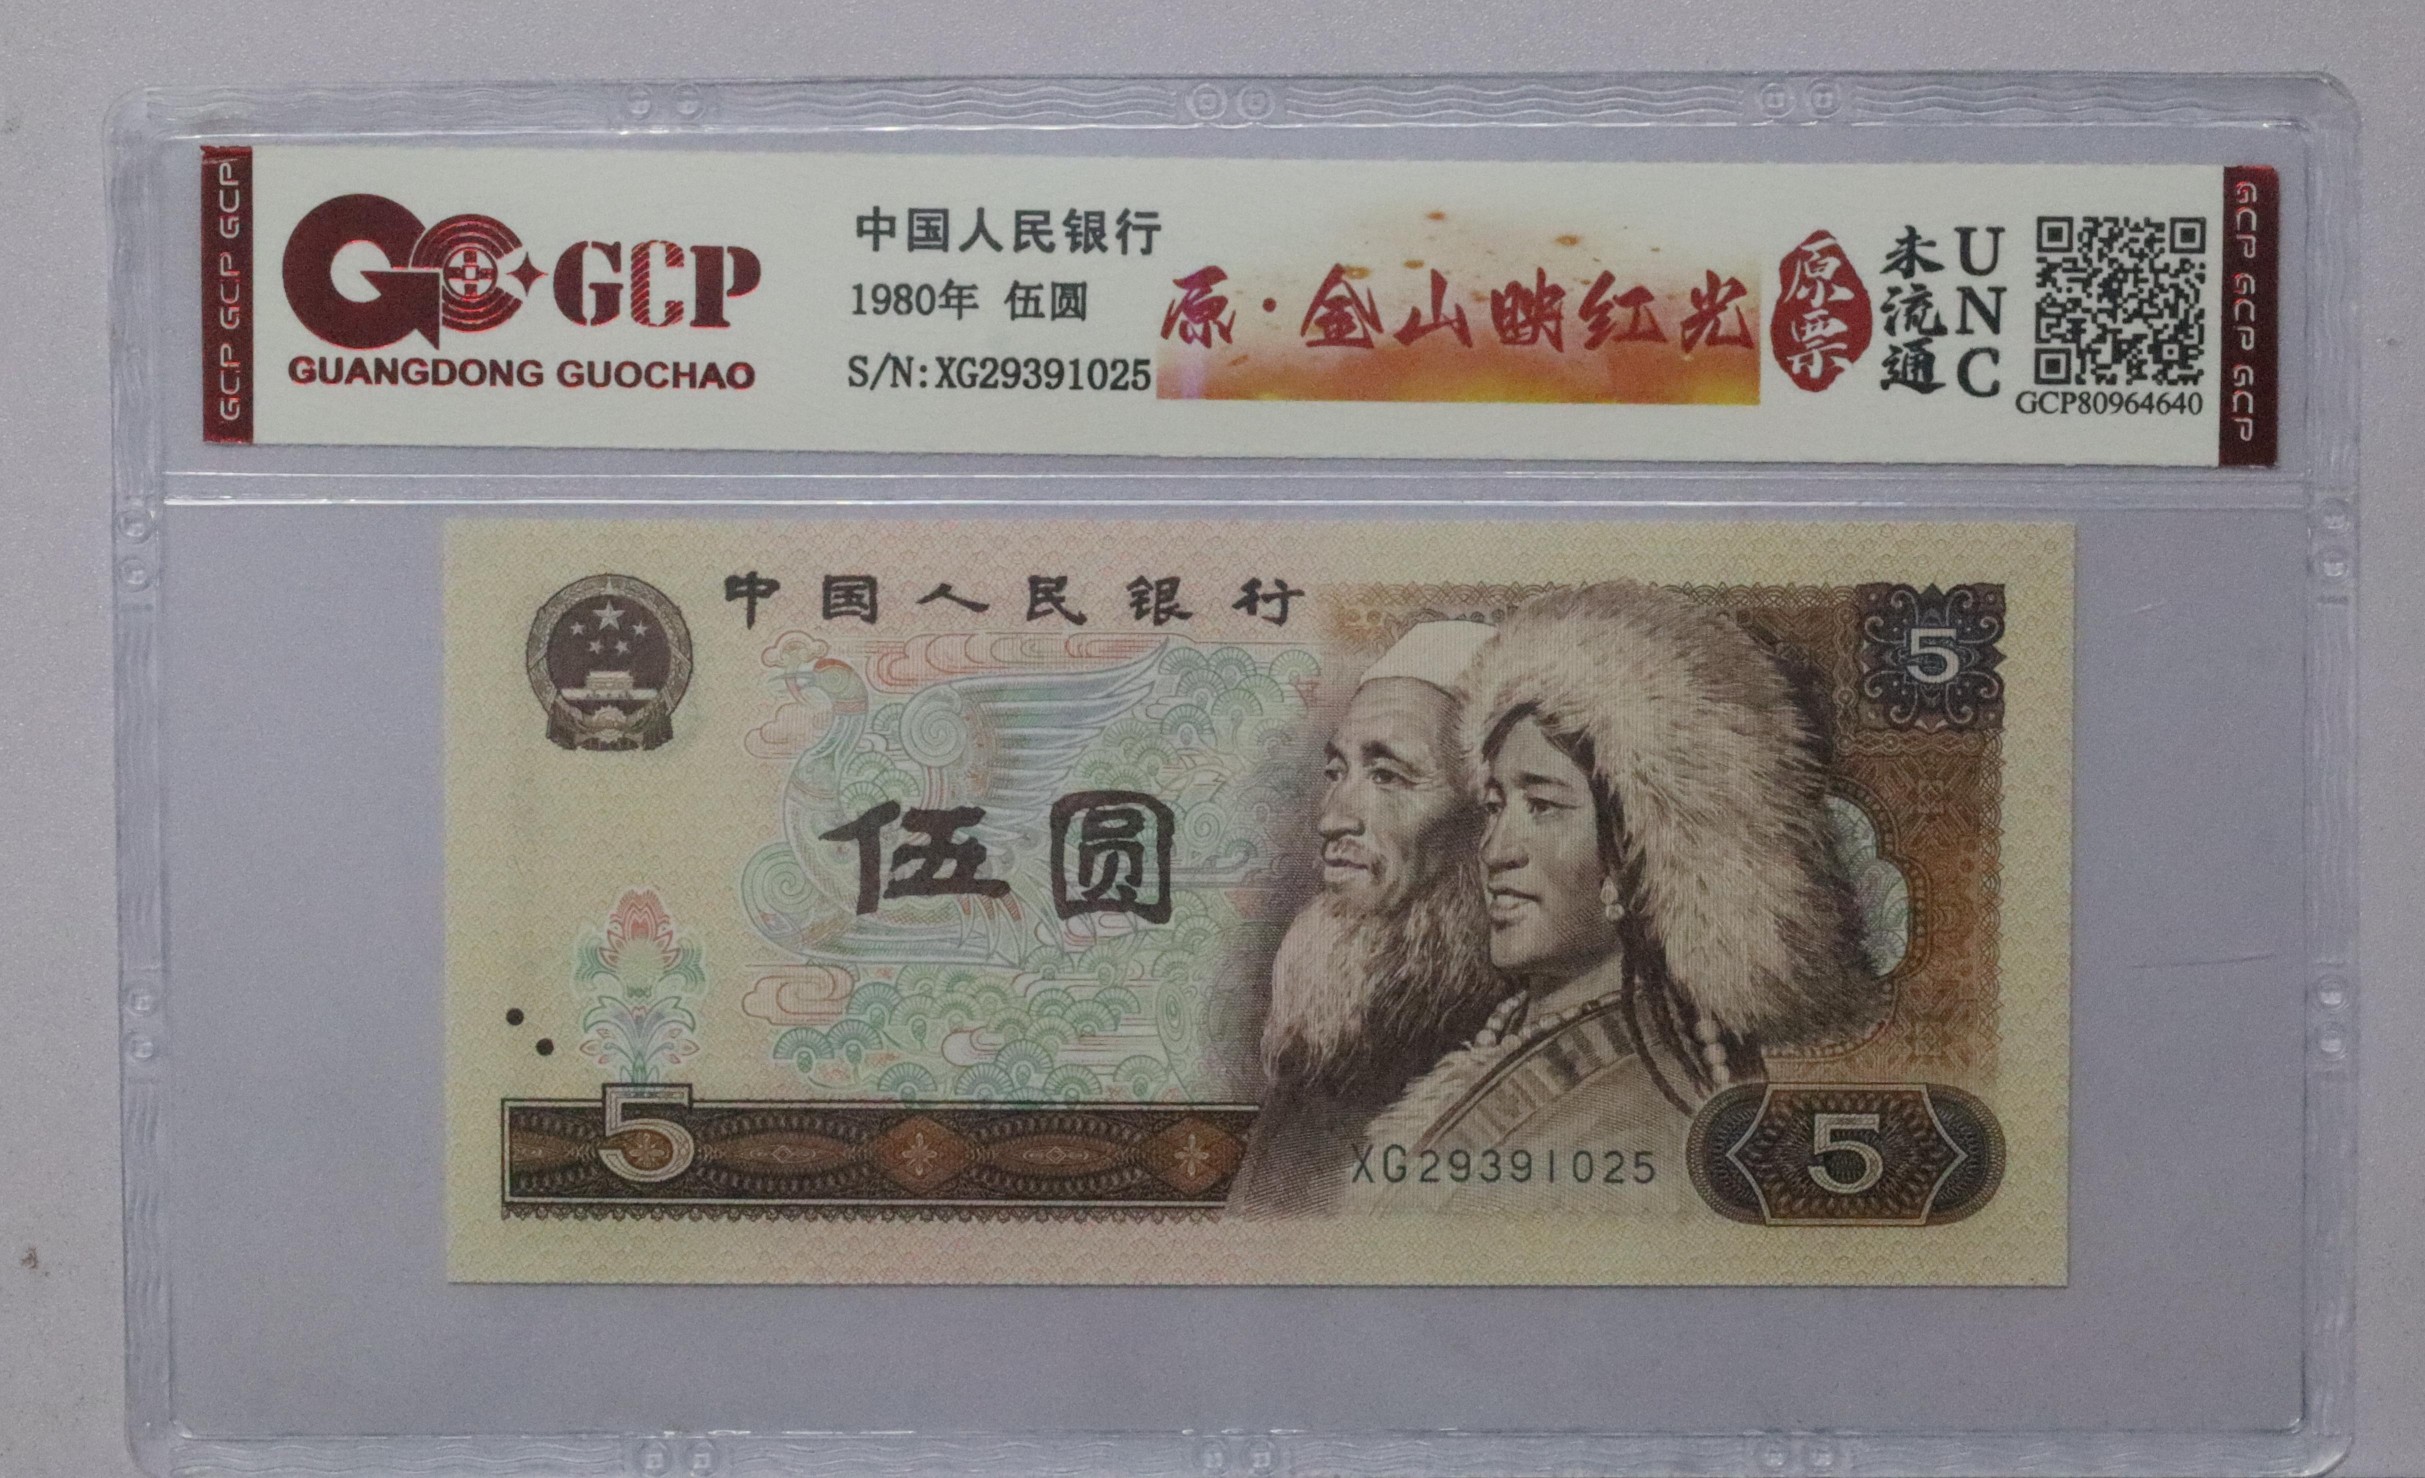 GCP GCP GCP
GCP
GUANGDONG GUOCHAO
中国人民银行
1980年 伍圆
S/N:XG29391025
原·金山映红光
原票
未流通
UNC
GCP80964640
GCP GCP GCP
中国人民银行
5
伍圆
5
XG29391025
5